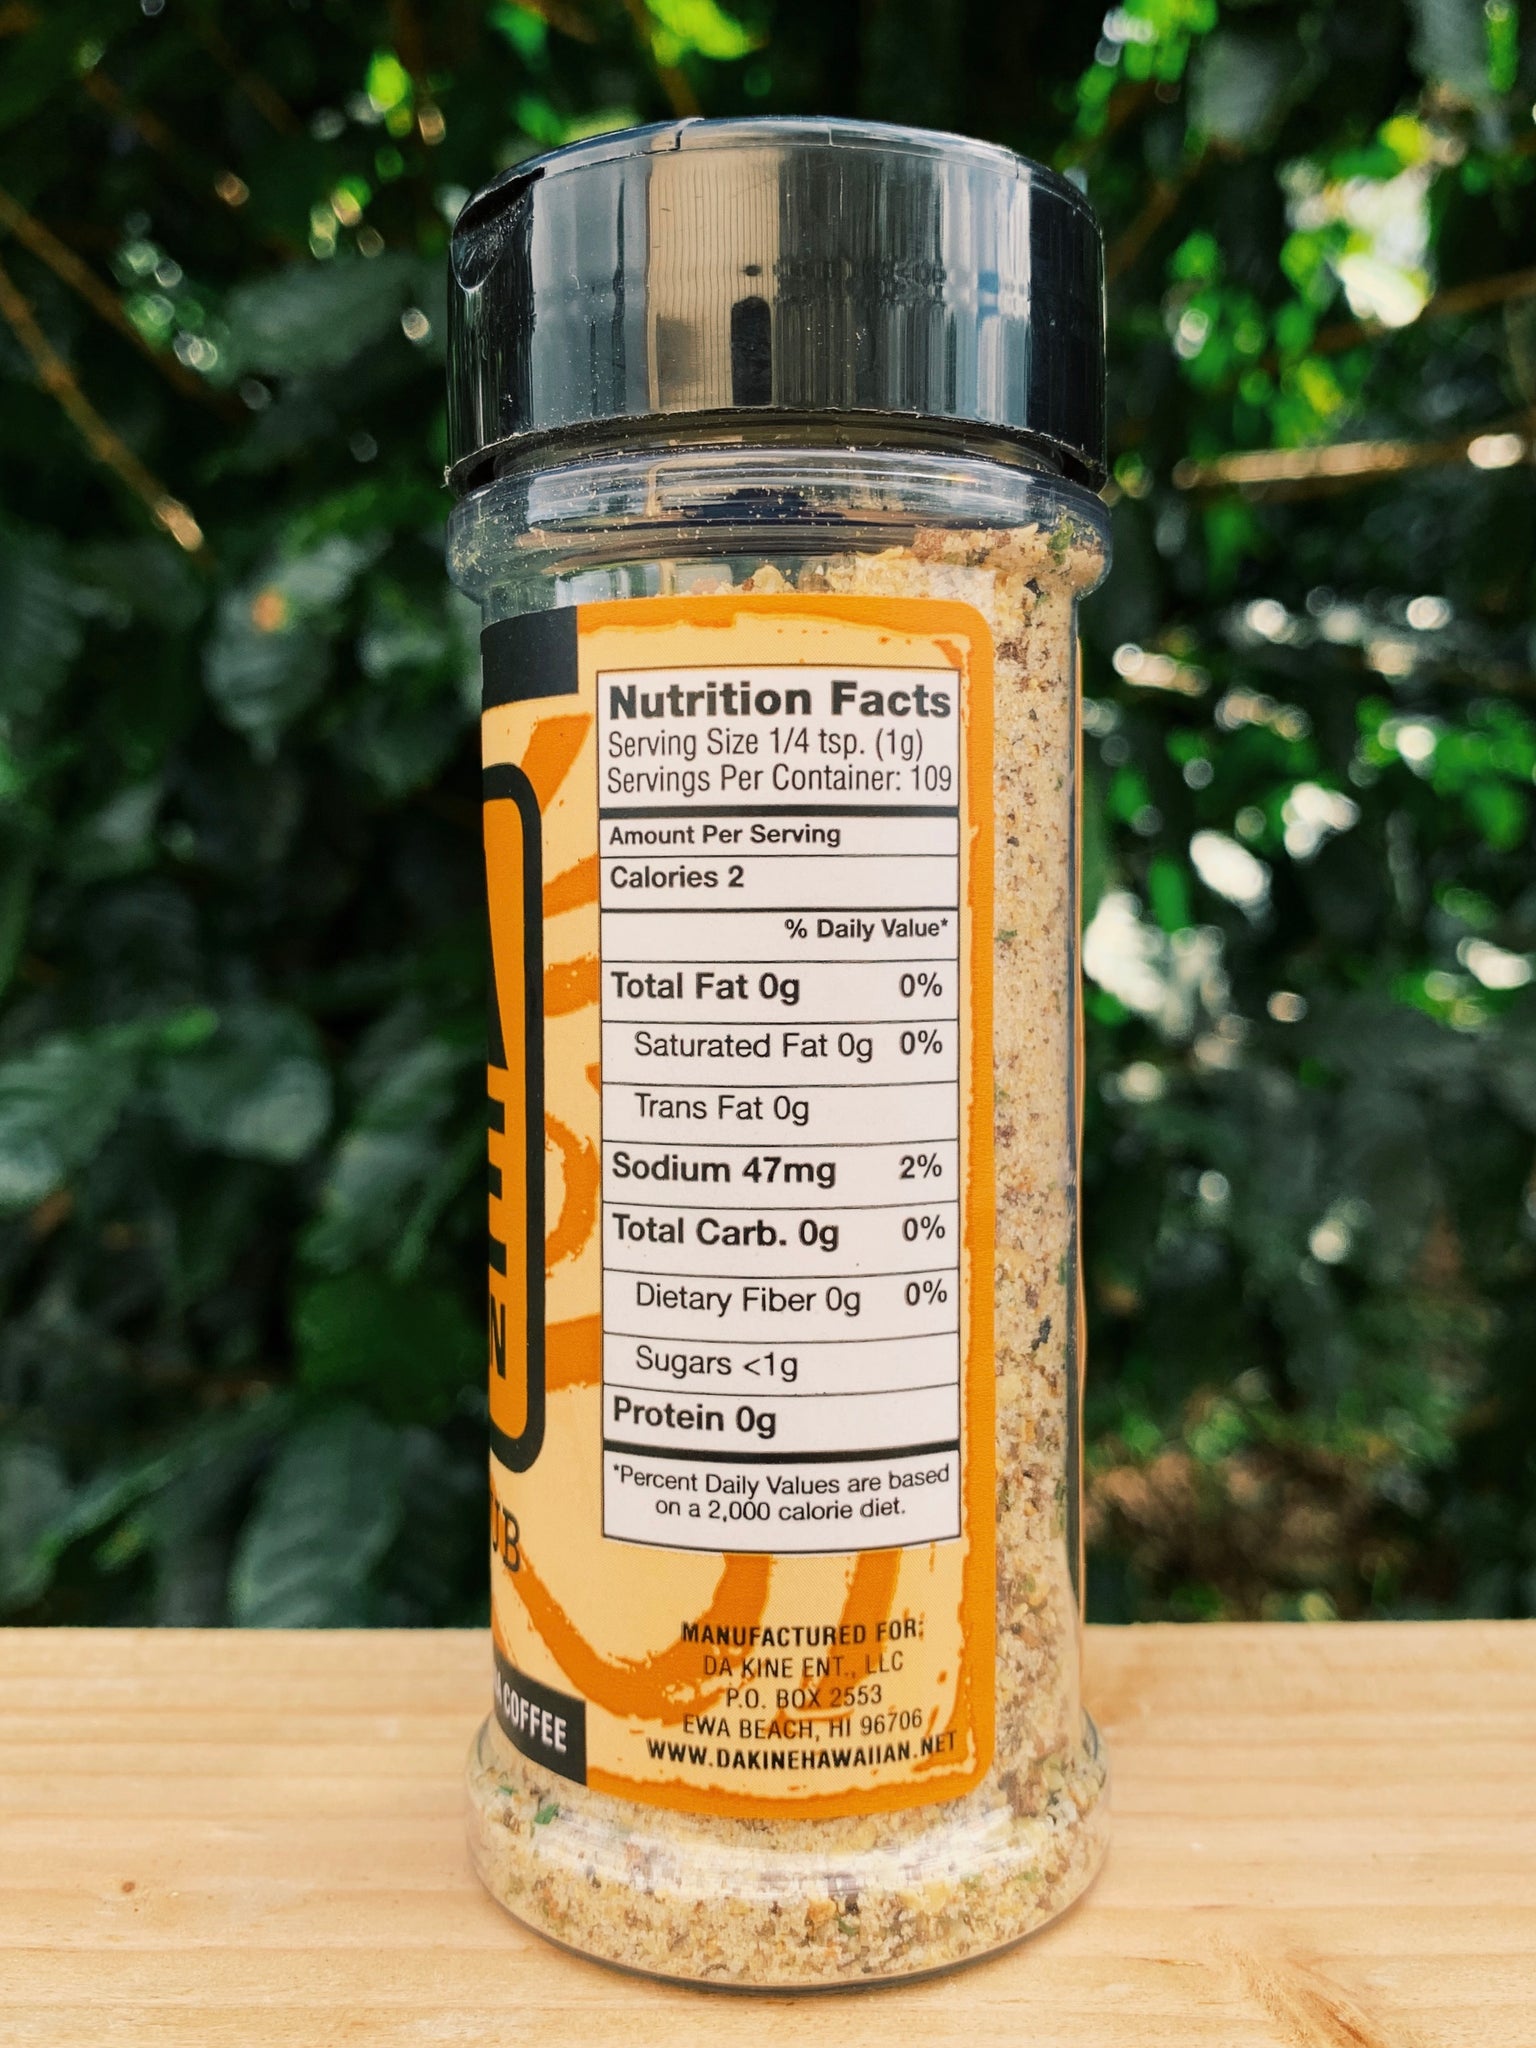 Nutrition Facts
Serving Size 1/4 tsp. (1g)
Servings Per Container: 109
Amount Per Serving
Calories 2
% Daily Value*
Total Fat 0g 0%
Saturated Fat 0g 0%
Trans Fat 0g
Sodium 47mg 2%
Total Carb. 0g 0%
Dietary Fiber 0g 0%
Sugars <1g
Protein 0g
*Percent Daily Values are based
on a 2,000 calorie diet.
COFFEE
MANUFACTURED FOR:
DA KINE ENT., LLC
P.O. BOX 2553
EWA BEACH, HI 96706
WWW.DAKINEHAWAIIAN.NET